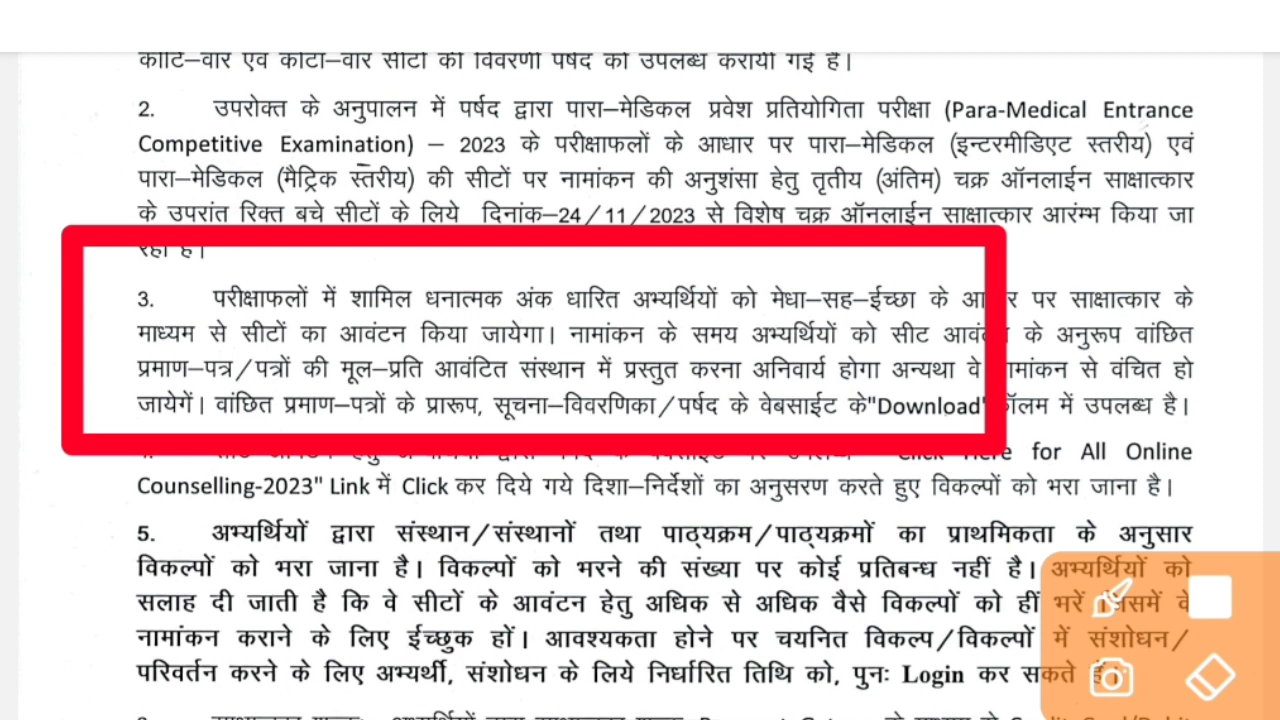 कोटि–वार एवं कोटा–वार सीटों की विवरणी पर्षद को उपलब्ध करायी गई है।
2. उपरोक्त के अनुपालन में पर्षद द्वारा पारा–मेडिकल प्रवेश प्रतियोगिता परीक्षा (Para-Medical Entrance
Competitive Examination) – 2023 के परीक्षाफलों के आधार पर पारा–मेडिकल (इन्टरमीडिएट स्तरीय) एवं
पारा–मेडिकल (मैट्रिक स्तरीय) की सीटों पर नामांकन की अनुशंसा हेतु तृतीय (अंतिम) चक्र ऑनलाईन साक्षात्कार
के उपरांत रिक्त बचे सीटों के लिये दिनांक–24/11/2023 से विशेष चक्र ऑनलाईन साक्षात्कार आरंम्भ किया जा
रहा है।
3. परीक्षाफलों में शामिल धनात्मक अंक धारित अभ्यर्थियों को मेधा–सह–ईच्छा के पर साक्षात्कार के
माध्यम से सीटों का आवंटन किया जायेगा। नामांकन के समय अभ्यर्थियों को सीट के अनुरूप वांछित
प्रमाण–पत्र/पत्रों की मूल–प्रति आवंटित संस्थान में प्रस्तुत करना अनिवार्य होगा अन्यथा वे से वंचित हो
जायेगें। वांछित प्रमाण–पत्रों के प्रारूप, सूचना–विवरणिका/पर्षद के वेबसाईट के"Download" में उपलब्ध है।
for All Online
Counselling-2023" Link में Click कर दिये गये दिशा–निर्देशों का अनुसरण करते हुए विकल्पों को भरा जाना है।
5. अभ्यर्थियों द्वारा संस्थान/संस्थानों तथा पाठ्यक्रम/पाठ्यक्रमों का प्राथमिकता के अनुसार
विकल्पों को भरा जाना है। विकल्पों को भरने की संख्या पर कोई प्रतिबन्ध नहीं है। अभ्यर्थियों को
सलाह दी जाती है कि वे सीटों के आवंटन हेतु अधिक से अधिक वैसे विकल्पों को हीं भरें वे
नामांकन कराने के लिए ईच्छुक हों। आवश्यकता होने पर चयनित विकल्प/विकल्पों में संशोधन/
परिवर्तन करने के लिए अभ्यर्थी, संशोधन के लिये निर्धारित तिथि को, पुनः Login कर सकते हैं।